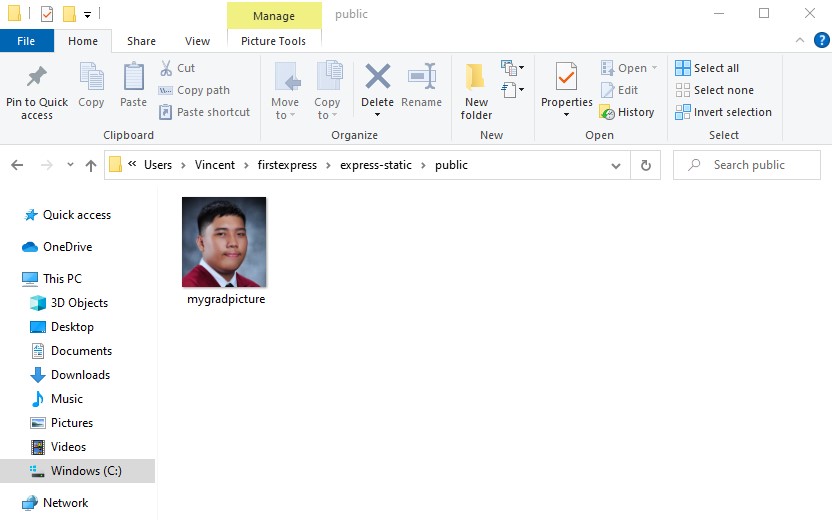 Manage
public
File
Home
Share
View
Picture Tools
Pin to Quick access
Copy
Paste
Cut
Copy path
Paste shortcut
Clipboard
Move to
Copy to
Delete
Rename
Organize
New folder
New
Properties
Open
Edit
History
Open
Select all
Select none
Invert selection
Select
« Users > Vincent > firstexpress > express-static > public
Search public
Quick access
OneDrive
This PC
3D Objects
Desktop
Documents
Downloads
Music
Pictures
Videos
Windows (C:)
Network
mygradpicture